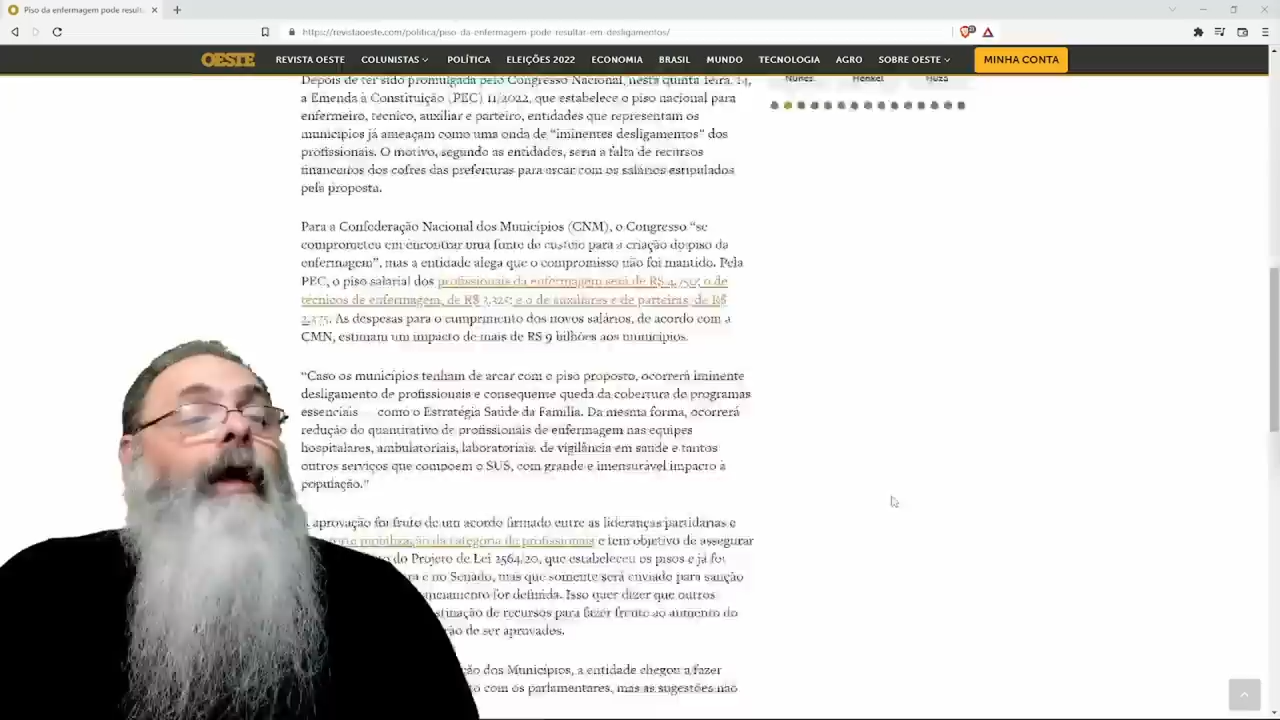 Piso da enfermagem pode result
https://revistaoeste.com/politica/piso-da-enfermagem-pode-resultar-em-desligamentos/
OESTE
REVISTA OESTE
COLUNISTAS
POLÍTICA
ELEIÇÕES 2022
ECONOMIA
BRASIL
MUNDO
TECNOLOGIA
AGRO
SOBRE OESTE
MINHA CONTA
Nunes Henkel Fiuza
Depois de ter sido promulgada pelo Congresso Nacional, nesta quinta-feira, 14,
a Emenda à Constituição (PEC) 11/2022, que estabelece o piso nacional para
enfermeiro, técnico, auxiliar e parteiro, entidades que representam os
municípios já ameaçam como uma onda de “iminentes desligamentos” dos
profissionais. O motivo, segundo as entidades, seria a falta de recursos
financeiros dos cofres das prefeituras para arcar com os salários estipulados
pela proposta.
Para a Confederação Nacional dos Municípios (CNM), o Congresso “se
comprometeu em encontrar uma fonte de custeio para a criação do piso da
enfermagem”, mas a entidade alega que o compromisso não foi mantido. Pela
PEC, o piso salarial dos profissionais da enfermagem será de R$ 4.750; o de
técnicos de enfermagem, de R$ 3.325; e o de auxiliares e de parteiras, de R$
2.375. As despesas para o cumprimento dos novos salários, de acordo com a
CMN, estimam um impacto de mais de R$ 9 bilhões aos municípios.
“Caso os municípios tenham de arcar com o piso proposto, ocorrerá iminente
desligamento de profissionais e consequente queda da cobertura de programas
essenciais como o Estratégia Saúde da Família. Da mesma forma, ocorrerá
redução do quantitativo de profissionais de enfermagem nas equipes
hospitalares, ambulatoriais, laboratoriais, de vigilância em saúde e tantos
outros serviços que compoem o SUS, com grande e imensurável impacto à
população.”
aprovação foi fruto de um acordo firmado entre as lideranças partidárias e
mobilização da categoria de profissionais e tem objetivo de assegurar
do Projeto de Lei 2564/20, que estabeleceu os pisos e já foi
e no Senado, mas que somente será enviado para sanção
for definida. Isso quer dizer que outros
de recursos para fazer frente ao aumento do
de ser aprovados.
dos Municípios, a entidade chegou a fazer
com os parlamentares, mas as sugestões não